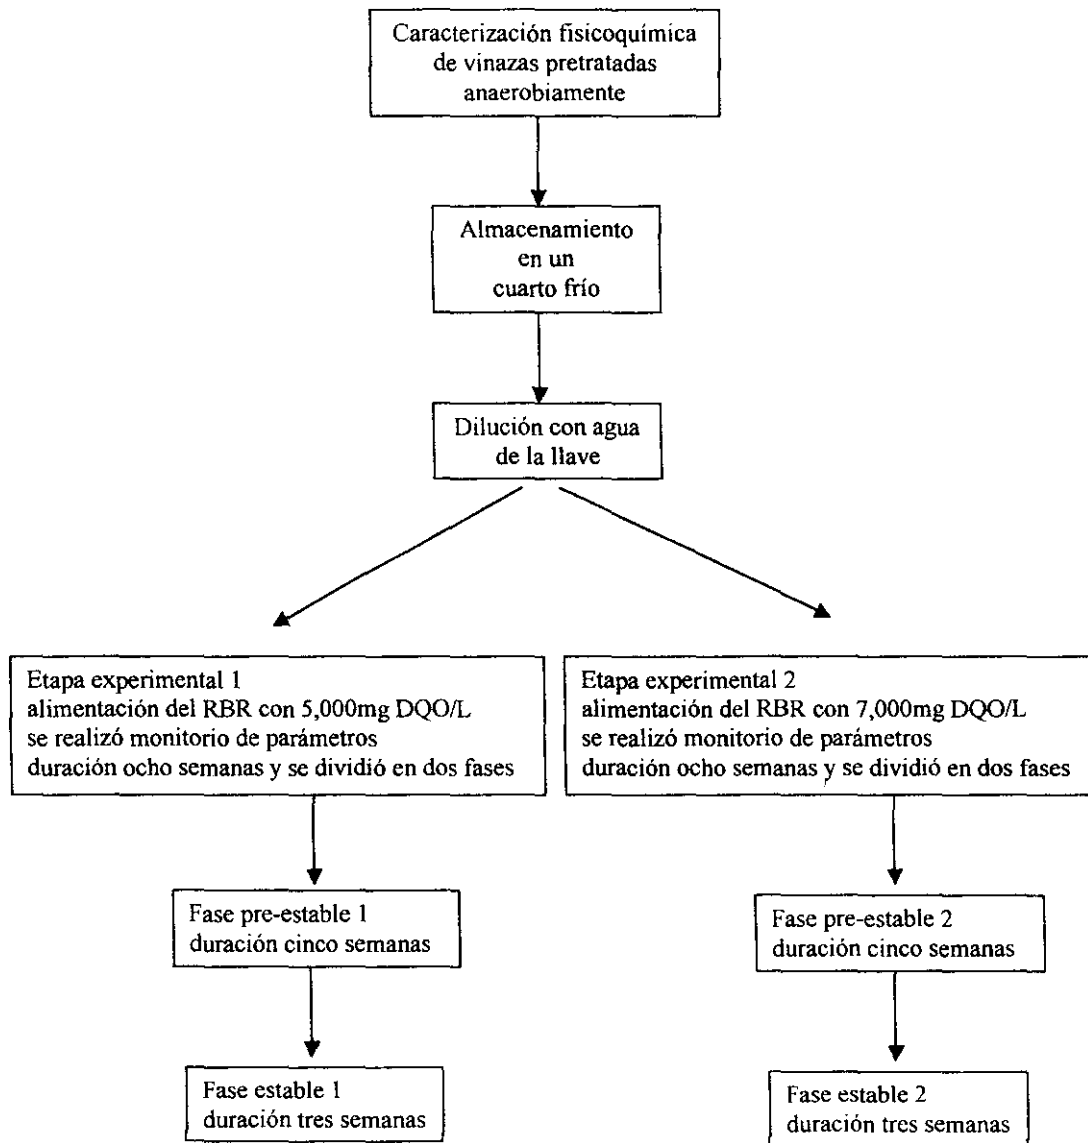 Caracterización fisicoquímica
de vinazas pretratadas
anaerobiamente
Almacenamiento
en un
cuarto frío
Dilución con agua
de la llave
Etapa experimental 1
alimentación del RBR con 5,000mg DQO/L
se realizó monitorio de parámetros
duración ocho semanas y se dividió en dos fases
Etapa experimental 2
alimentación del RBR con 7,000mg DQO/L
se realizó monitorio de parámetros
duración ocho semanas y se dividió en dos fases
Fase pre-estable 1
duración cinco semanas
Fase pre-estable 2
duración cinco semanas
Fase estable 1
duración tres semanas
Fase estable 2
duración tres semanas